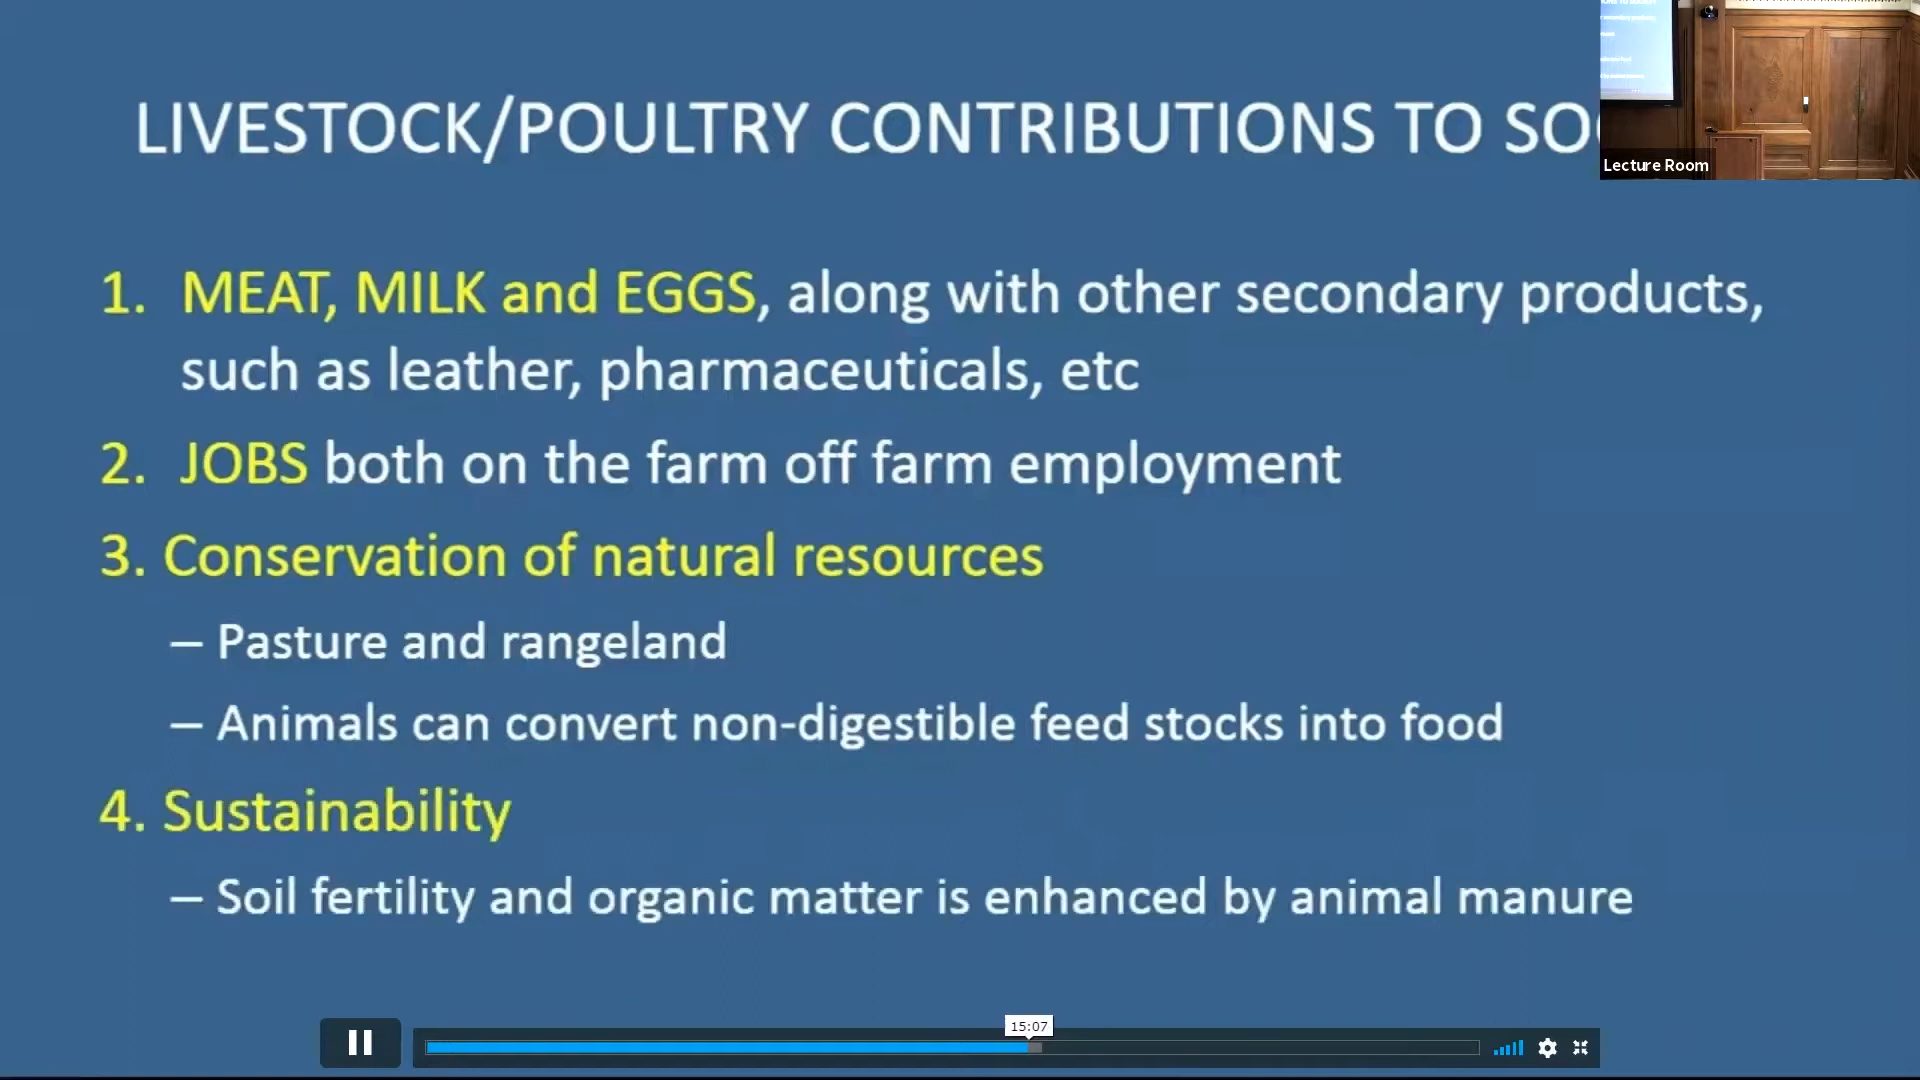 LIVESTOCK/POULTRY CONTRIBUTIONS TO SO
Lecture Room
1. MEAT, MILK and EGGS, along with other secondary products,
such as leather, pharmaceuticals, etc
2. JOBS both on the farm off farm employment
3. Conservation of natural resources
– Pasture and rangeland
– Animals can convert non-digestible feed stocks into food
4. Sustainability
– Soil fertility and organic matter is enhanced by animal manure
15:07